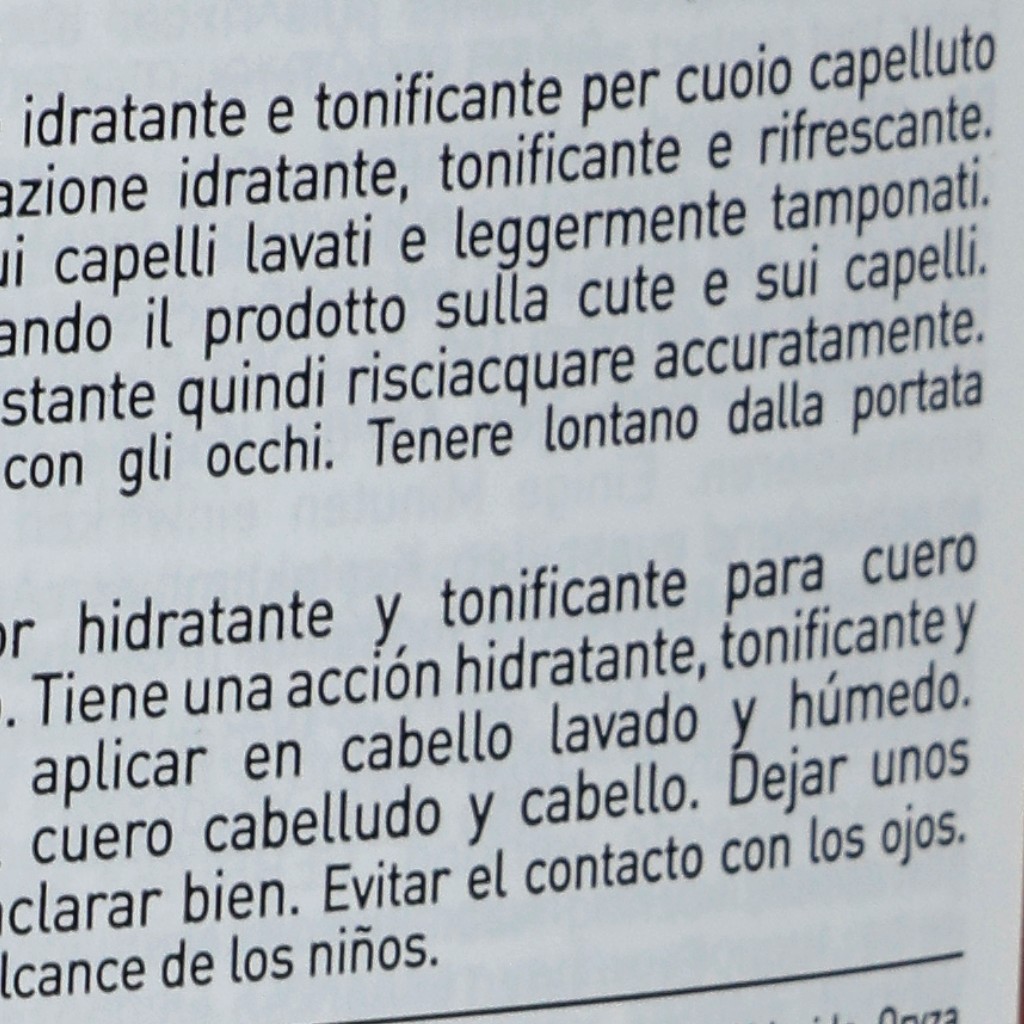 idratante e tonificante per cuoio capelluto
azione idratante, tonificante e rifrescante.
ui capelli lavati e leggermente tamponati.
ando il prodotto sulla cute e sui capelli.
stante quindi risciacquare accuratamente.
con gli occhi. Tenere lontano dalla portata
or hidratante y tonificante para cuero
. Tiene una acción hidratante, tonificante y
aplicar en cabello lavado y húmedo.
cuero cabelludo y cabello. Dejar unos
clarar bien. Evitar el contacto con los ojos.
lcance de los niños.